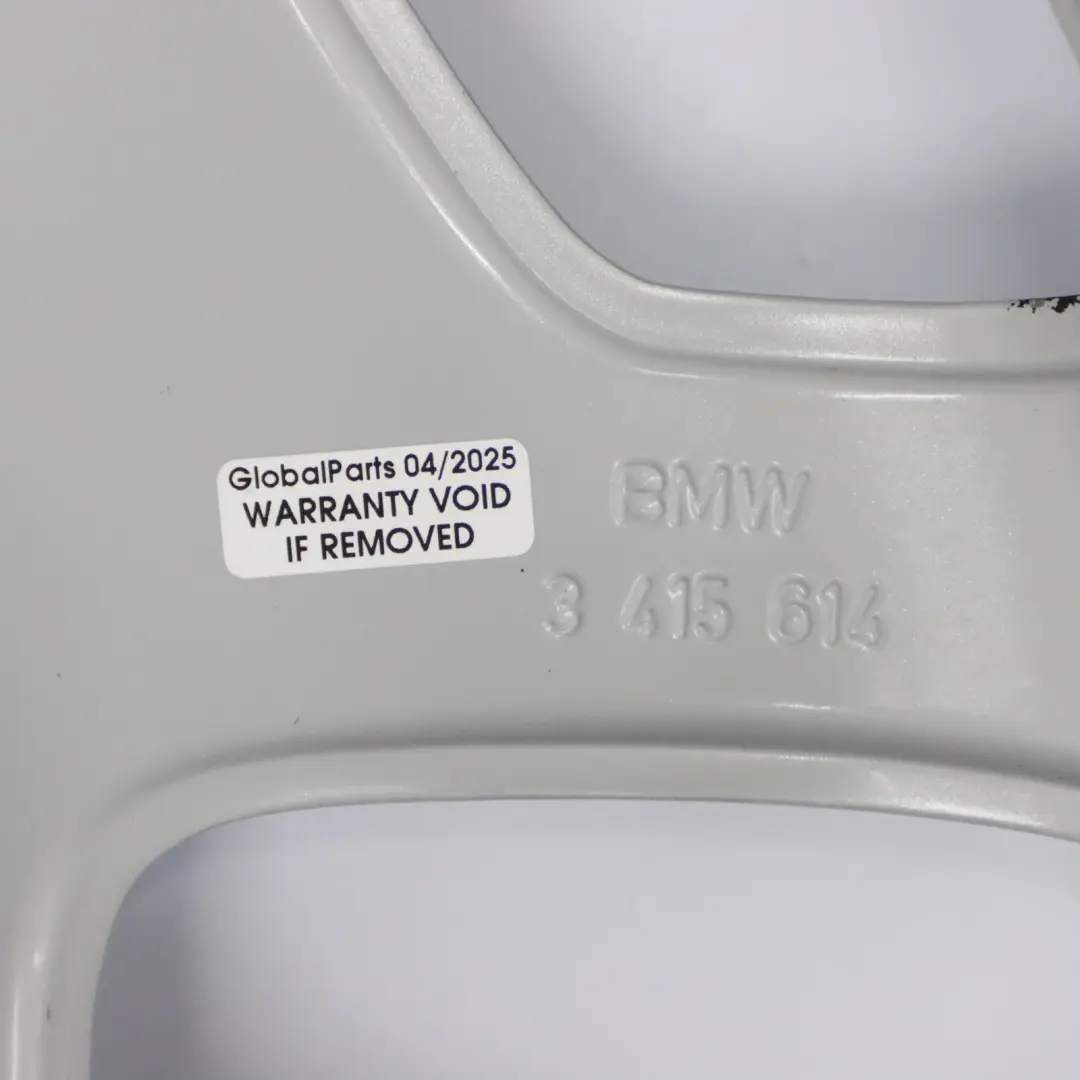 GlobalParts 04/2025
WARRANTY VOID
IF REMOVED
BMW
3 415 614